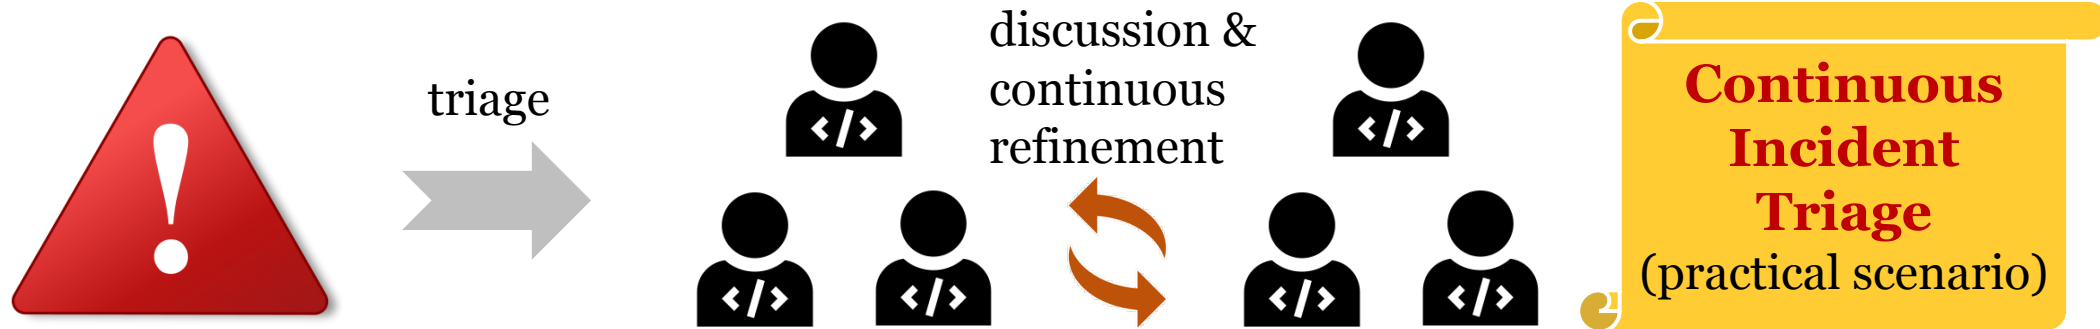 triage
discussion &
continuous
refinement
Continuous
Incident
Triage
(practical scenario)